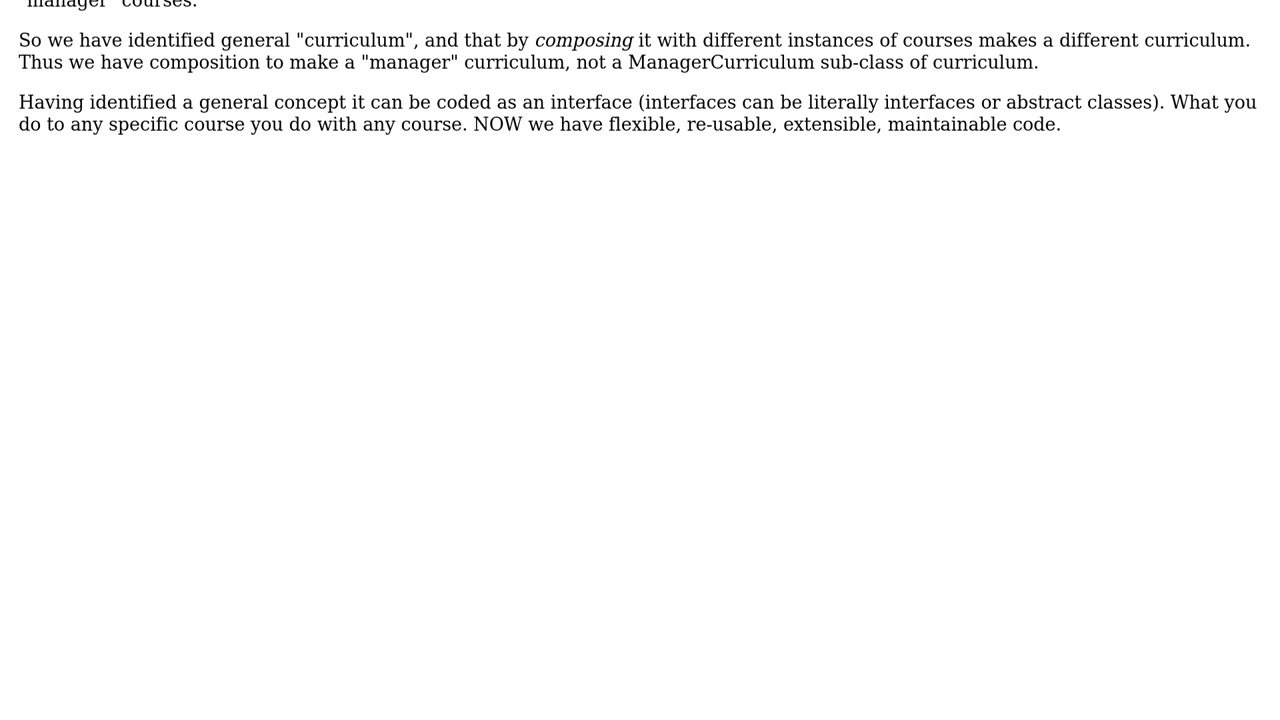 "manager" courses.
So we have identified general "curriculum", and that by composing it with different instances of courses makes a different curriculum.
Thus we have composition to make a "manager" curriculum, not a ManagerCurriculum sub-class of curriculum.
Having identified a general concept it can be coded as an interface (interfaces can be literally interfaces or abstract classes). What you
do to any specific course you do with any course. NOW we have flexible, re-usable, extensible, maintainable code.